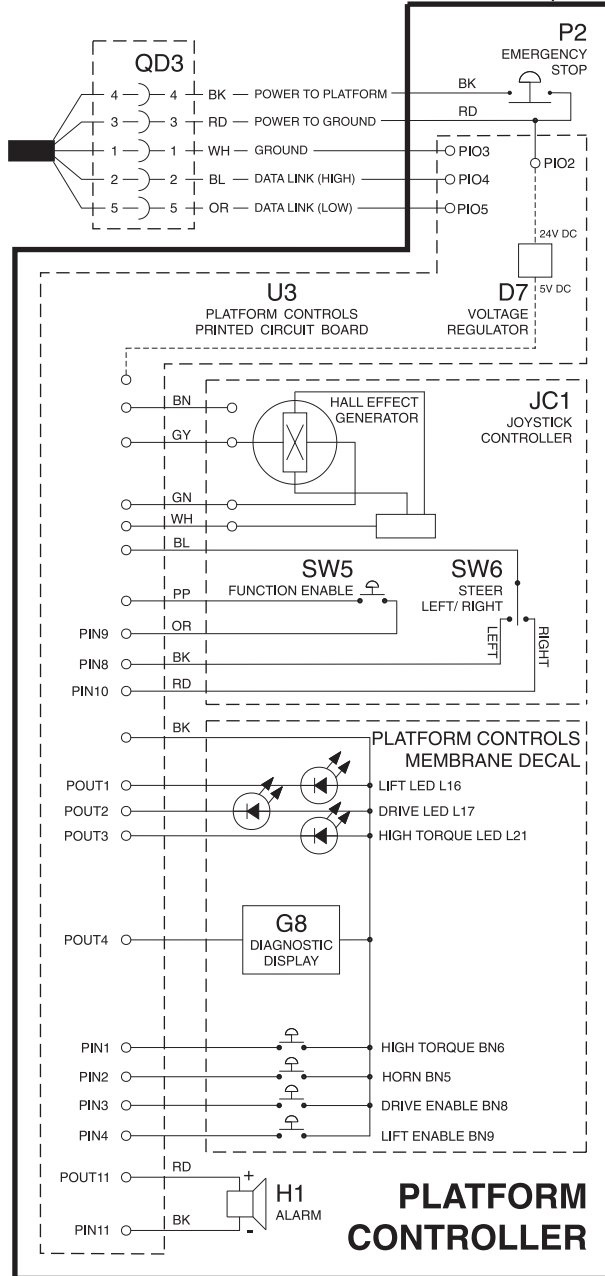 P2
EMERGENCY
STOP
QD3
4 4 BK POWER TO PLATFORM BK
3 3 RD POWER TO GROUND RD
1 1 WH GROUND PIO3 PIO2
2 2 BL DATA LINK (HIGH) PIO4
5 5 OR DATA LINK (LOW) PIO5
24V DC
5V DC
U3
PLATFORM CONTROLS
PRINTED CIRCUIT BOARD
D7
VOLTAGE
REGULATOR
JC1
JOYSTICK
CONTROLLER
HALL EFFECT
GENERATOR
BN
GY
GN
WH
BL
SW5
FUNCTION ENABLE
SW6
STEER
LEFT/ RIGHT
LEFT
RIGHT
PP
PIN9 OR
PIN8 BK
PIN10 RD
BK
PLATFORM CONTROLS
MEMBRANE DECAL
POUT1 LIFT LED L16
POUT2 DRIVE LED L17
POUT3 HIGH TORQUE LED L21
POUT4
G8
DIAGNOSTIC
DISPLAY
PIN1 HIGH TORQUE BN6
PIN2 HORN BN5
PIN3 DRIVE ENABLE BN8
PIN4 LIFT ENABLE BN9
POUT11 RD +
H1
ALARM
PIN11 BK -
PLATFORM
CONTROLLER